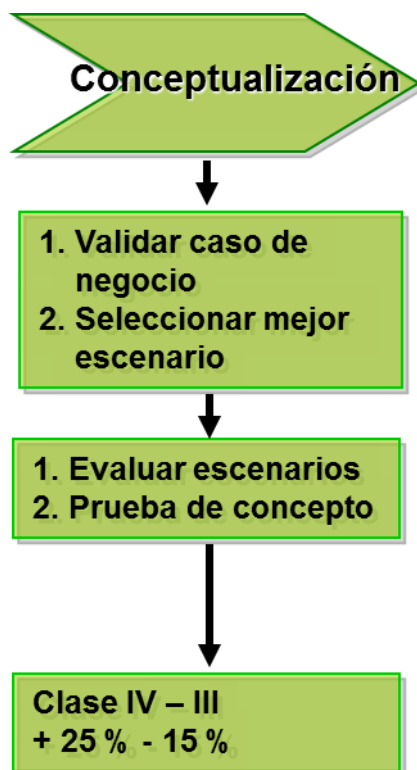 Conceptualización
1. Validar caso de
negocio
2. Seleccionar mejor
escenario
1. Evaluar escenarios
2. Prueba de concepto
Clase IV – III
+ 25 % - 15 %